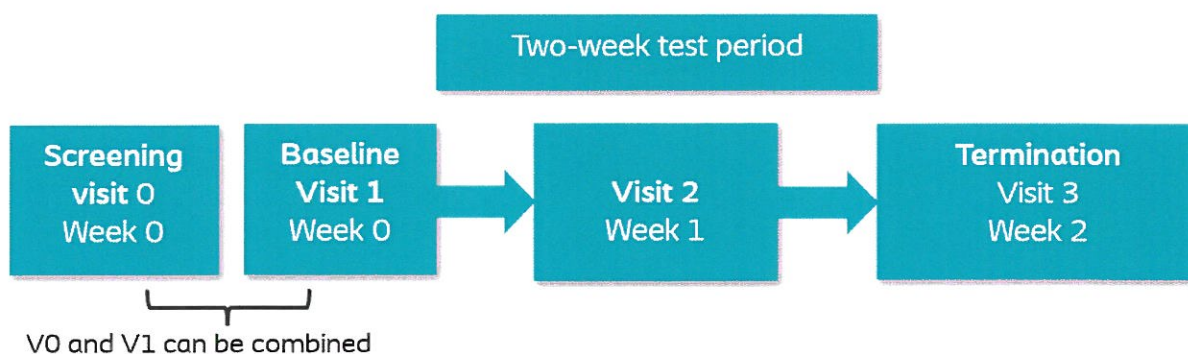 Two-week test period
Screening
visit 0
Week 0
Baseline
Visit 1
Week 0
Visit 2
Week 1
Termination
Visit 3
Week 2
V0 and V1 can be combined